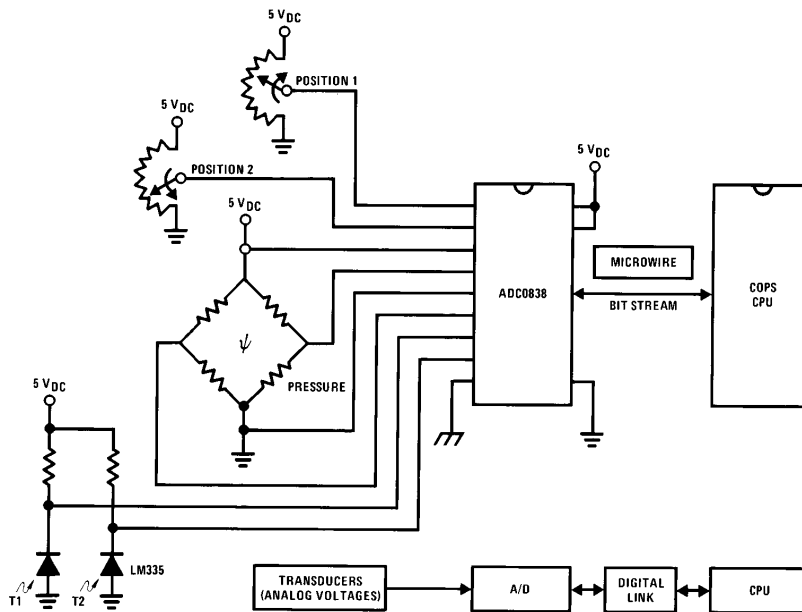 5 VDC
POSITION 1
5 VDC
POSITION 2
5 VDC
5 VDC
MICROWIRE
ADC0838
COPS
CPU
BIT STREAM
ψ
PRESSURE
5 VDC
LM335
T1
T2
TRANSDUCERS
(ANALOG VOLTAGES)
A/D
DIGITAL
LINK
CPU